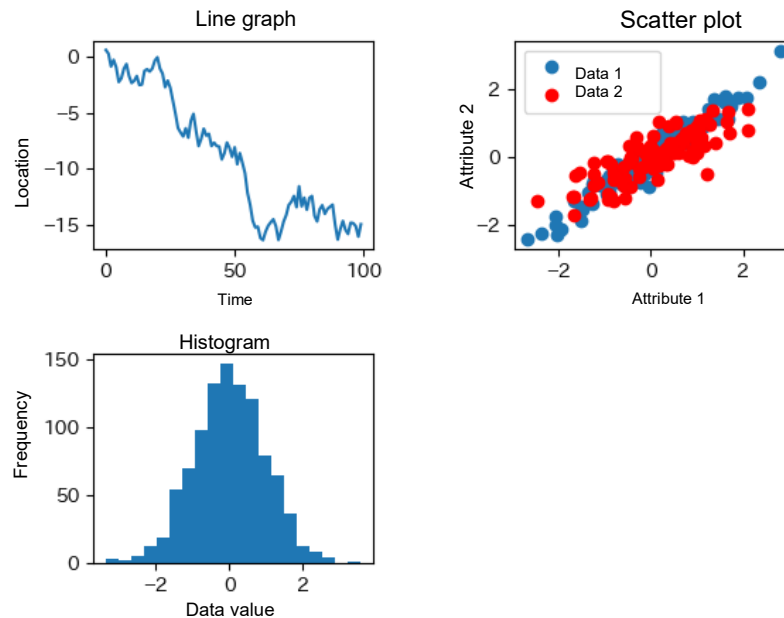 Line graph
0
−5
−10
−15
Location
0 50 100
Time
Scatter plot
Data 1
Data 2
2
0
−2
Attribute 2
−2 0 2
Attribute 1
Histogram
150
100
50
0
Frequency
−2 0 2
Data value